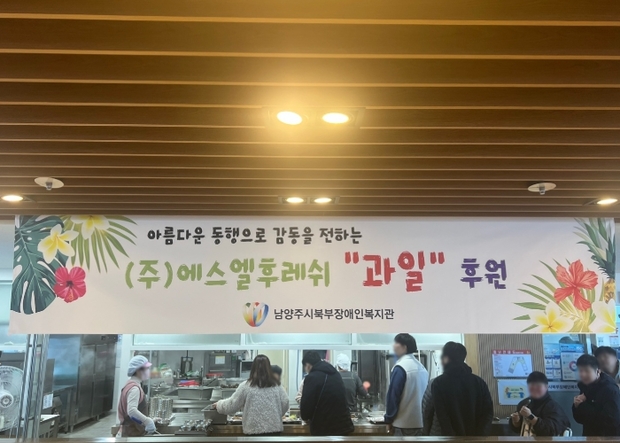 아름다운 동행으로 감동을 전하는
(주)에스엘후레쉬 "과일" 후원
남양주시북부장애인복지관